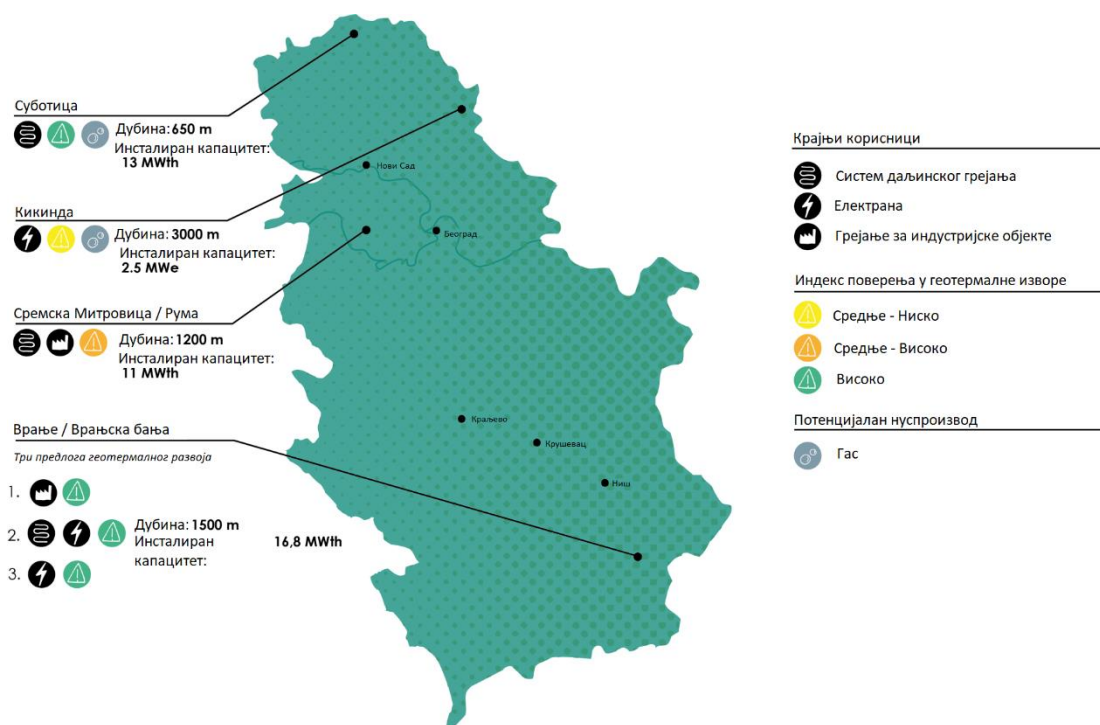 Суботица
Дубина: 650 m
Инсталиран капацитет:
13 MWth
Кикинда
Дубина: 3000 m
Инсталиран капацитет:
2.5 MWe
Сремска Митровица / Рума
Дубина: 1200 m
Инсталиран капацитет:
11 MWth
Врање / Врањска бања
Три предлога геотермалног развоја
1.
2.
3.
Дубина: 1500 m
Инсталиран
капацитет:
16,8 MWth
Нови Сад
Београд
Краљево
Крушевац
Ниш
Крајњи корисници
Систем даљинског грејања
Електрана
Грејање за индустријске објекте
Индекс поверења у геотермалне изворе
Средње - Ниско
Средње - Високо
Високо
Потенцијалан нуспроизвод
Гас